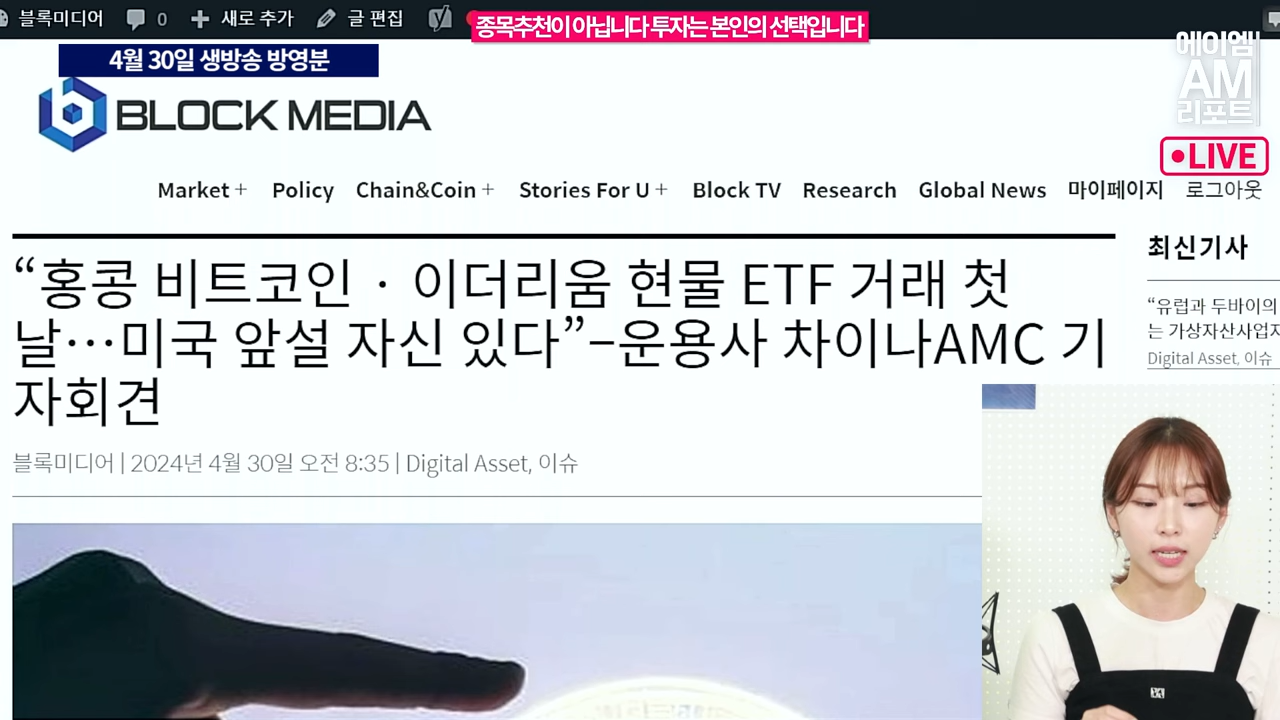 블록미디어 0 + 새로 추가 글 편집
종목추천이 아닙니다 투자는 본인의 선택입니다
4월 30일 생방송 방영분
에이엠!
AM
리포트
LIVE
BLOCK MEDIA
Market + Policy Chain&Coin + Stories For U + Block TV Research Global News 마이페이지 로그아웃
“홍콩 비트코인 · 이더리움 현물 ETF 거래 첫
날…미국 앞설 자신 있다”–운용사 차이나AMC 기
자회견
블록미디어 | 2024년 4월 30일 오전 8:35 | Digital Asset, 이슈
최신기사
“유럽과 두바이의
는 가상자산사업자
Digital Asset, 이슈